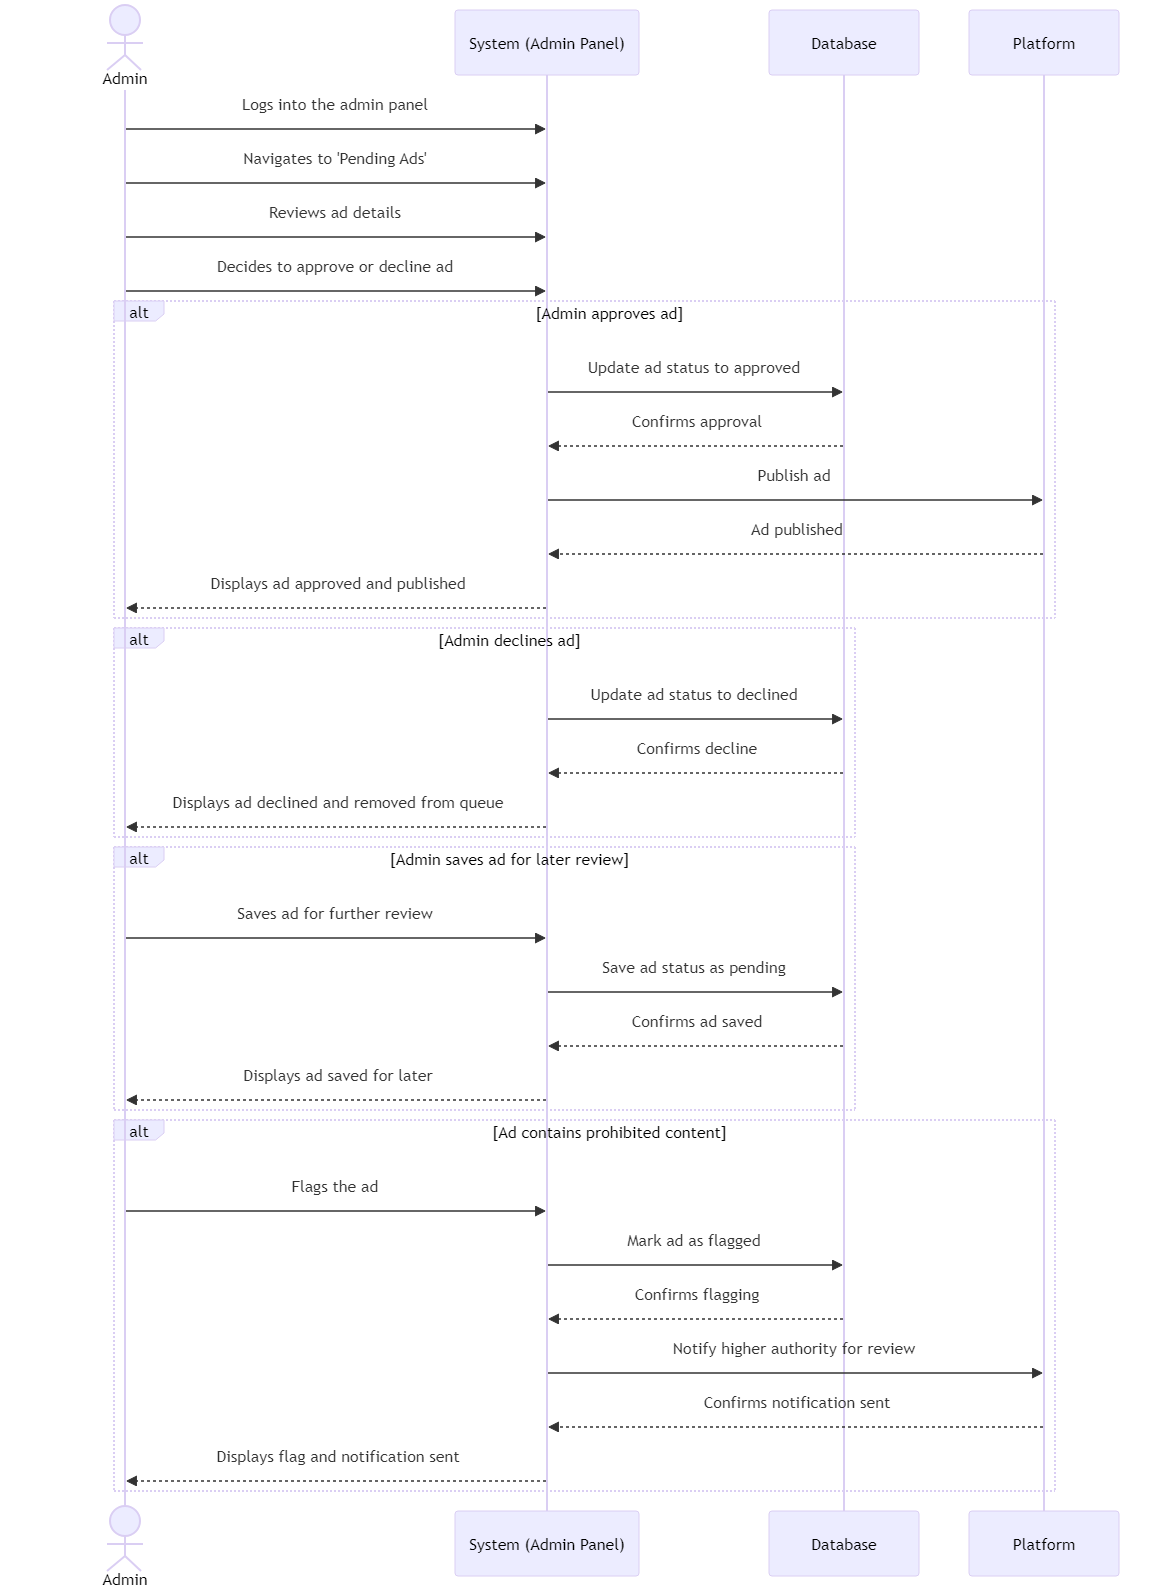 Admin
System (Admin Panel)
Database
Platform
Logs into the admin panel
Navigates to 'Pending Ads'
Reviews ad details
Decides to approve or decline ad
alt
[Admin approves ad]
Update ad status to approved
Confirms approval
Publish ad
Ad published
Displays ad approved and published
alt
[Admin declines ad]
Update ad status to declined
Confirms decline
Displays ad declined and removed from queue
alt
[Admin saves ad for later review]
Saves ad for further review
Save ad status as pending
Confirms ad saved
Displays ad saved for later
alt
[Ad contains prohibited content]
Flags the ad
Mark ad as flagged
Confirms flagging
Notify higher authority for review
Confirms notification sent
Displays flag and notification sent
Admin
System (Admin Panel)
Database
Platform